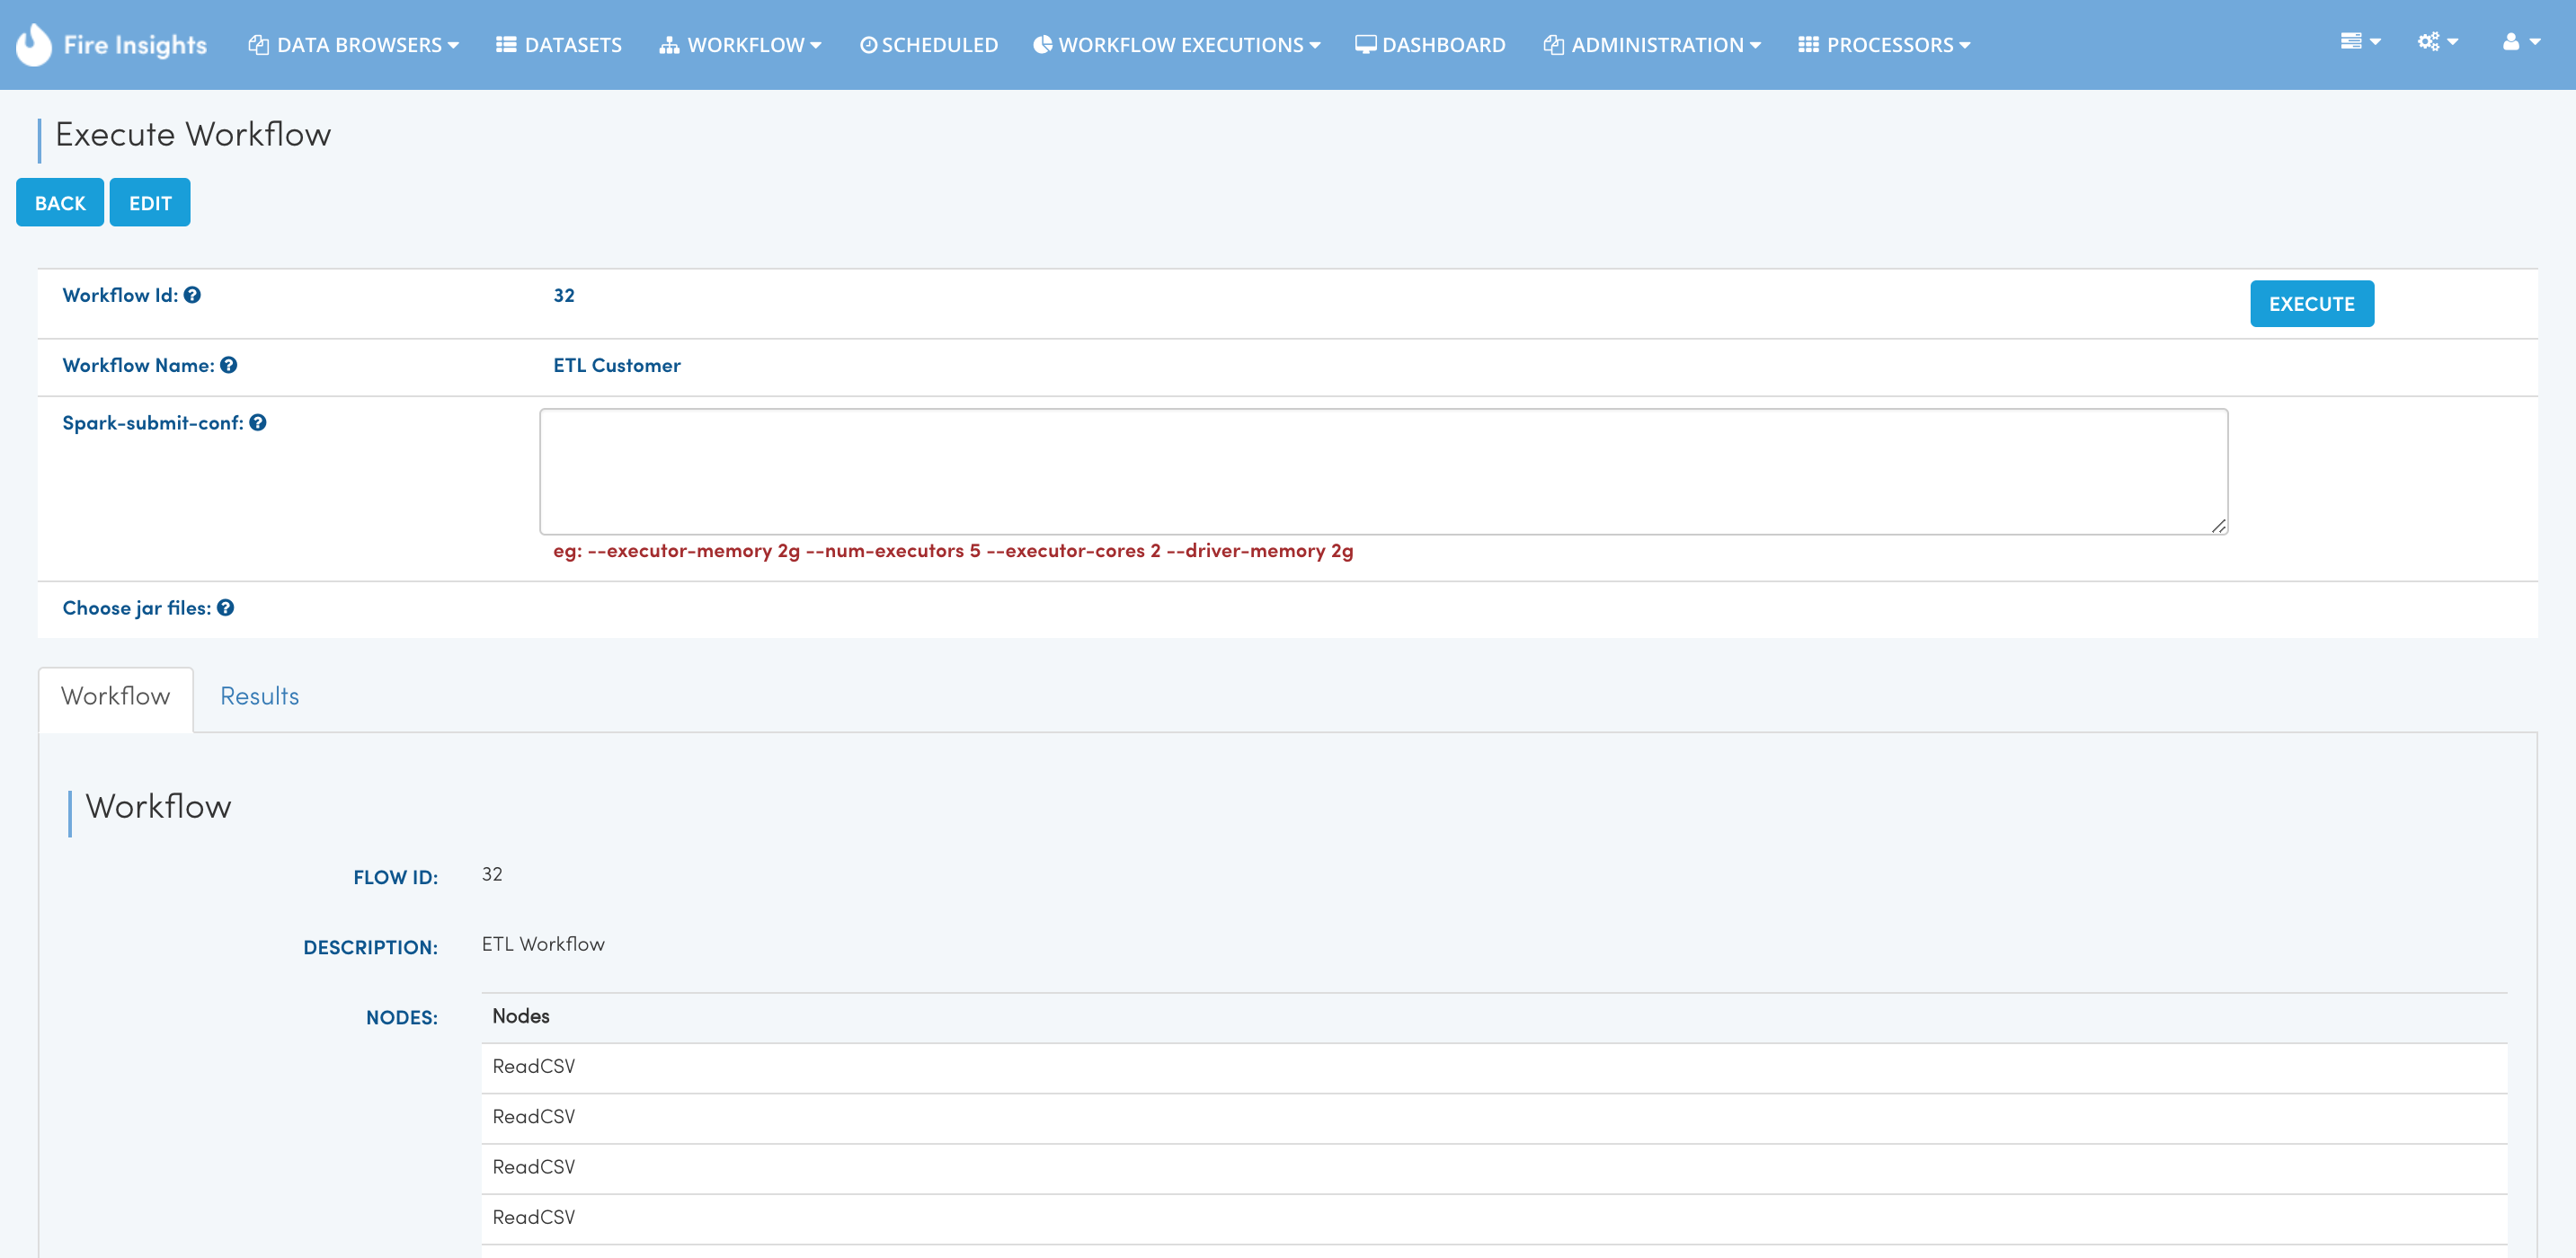 Fire Insights DATA BROWSERS DATASETS WORKFLOW SCHEDULED WORKFLOW EXECUTIONS DASHBOARD ADMINISTRATION PROCESSORS
Execute Workflow
BACK EDIT
Workflow Id: 32 EXECUTE
Workflow Name: ETL Customer
Spark-submit-conf:
eg: --executor-memory 2g --num-executors 5 --executor-cores 2 --driver-memory 2g
Choose jar files:
Workflow Results
Workflow
FLOW ID: 32
DESCRIPTION: ETL Workflow
NODES: Nodes
ReadCSV
ReadCSV
ReadCSV
ReadCSV